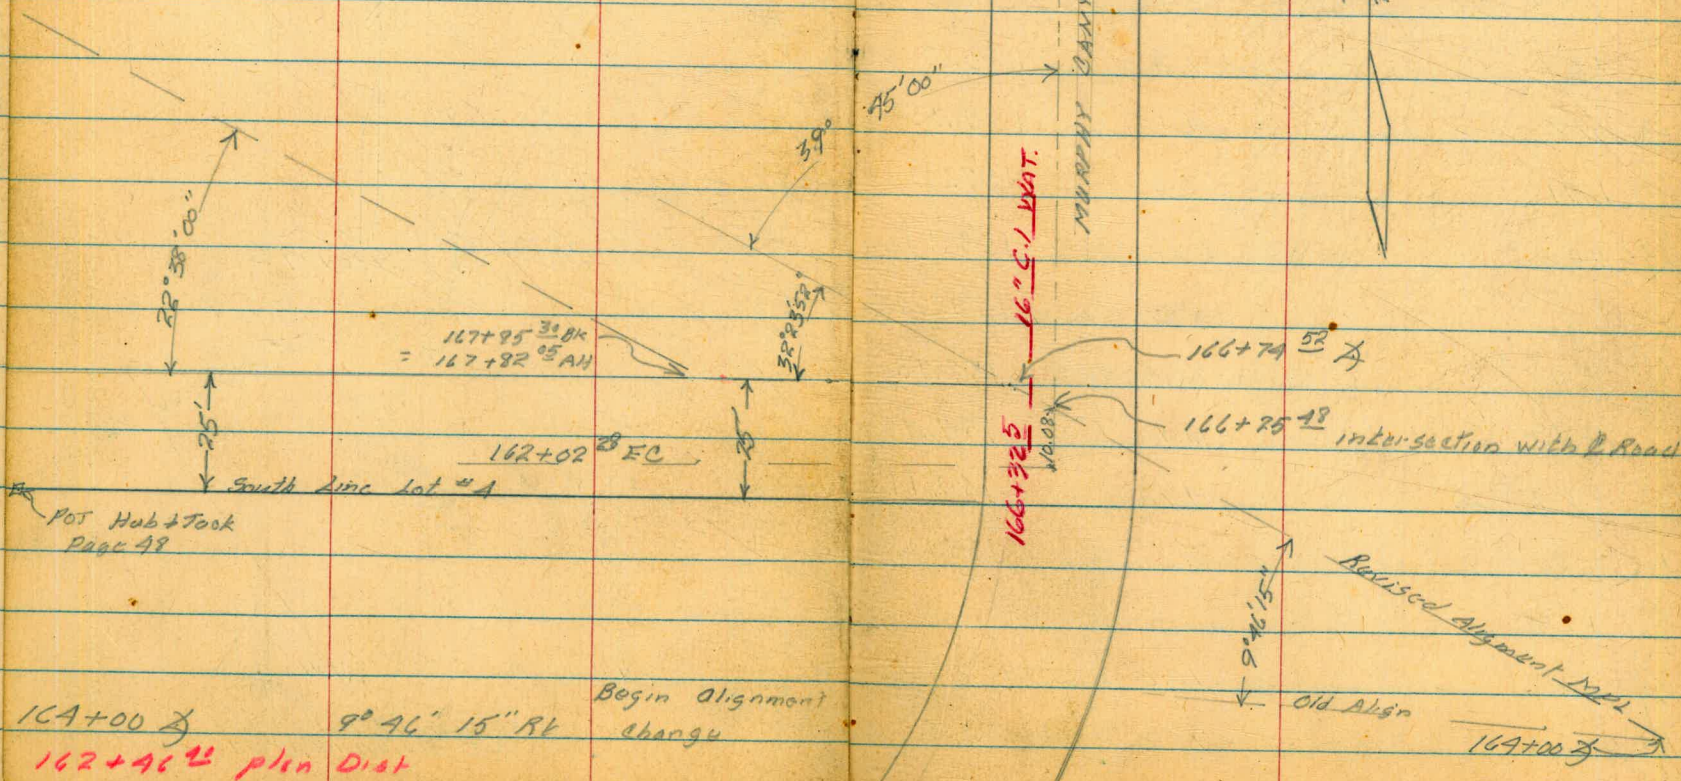 22°38'00"
25'
167+95 30 BK
= 167+82 05 AH
39°
32°23'52"
25'
162+02 28 EC
South Line Lot #4
POT Hub & Tack
Page 48
Begin Alignment
Change
164+00
9° 46' 15" Rt
162+46 plan Dist
45'00"
MURPHY CANY
16" C.I WAT.
166+32 5
166+74 52
166+75 48
intersection with ℄ Road
10.08
9°46'15"
Revised Alignment
Old Align
164+00